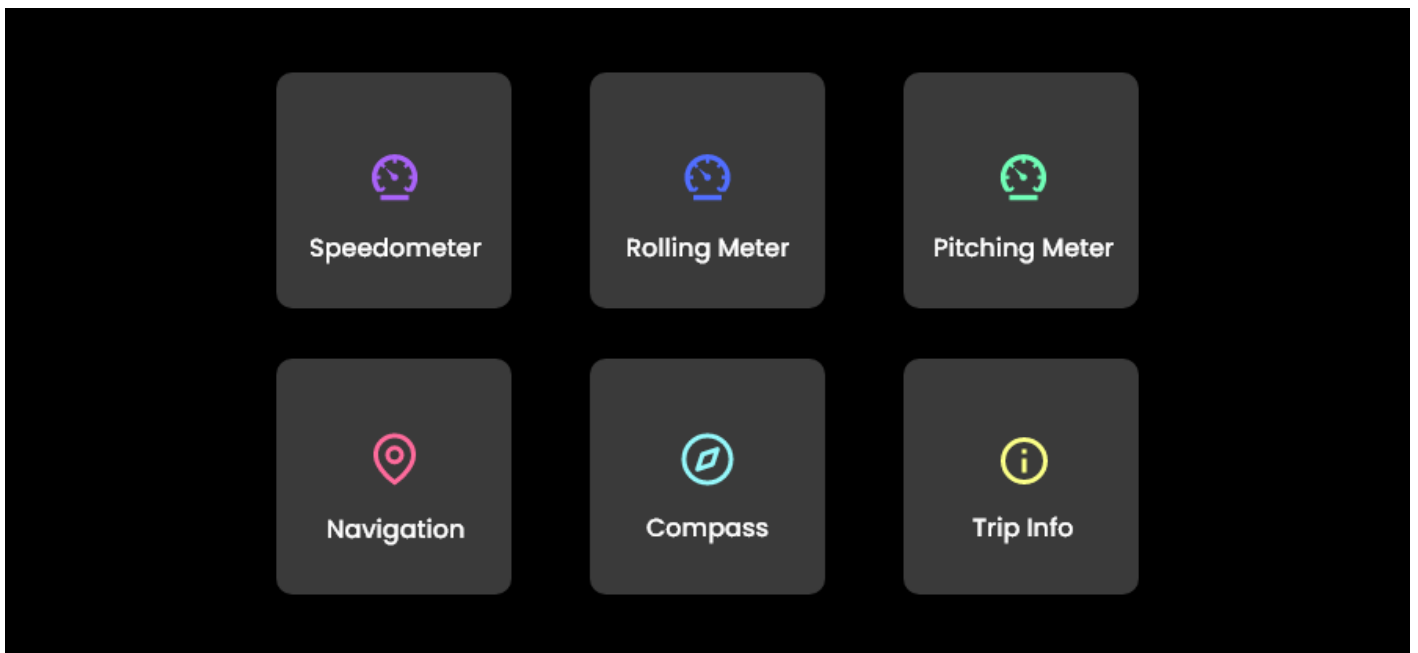 Speedometer
Rolling Meter
Pitching Meter
Navigation
Compass
Trip Info